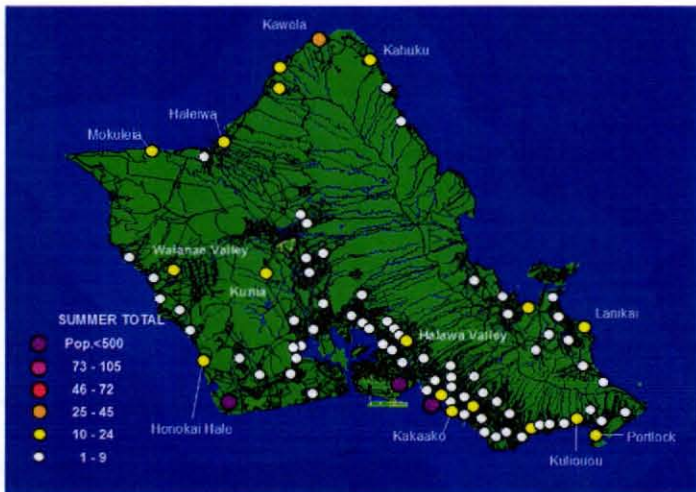 Kawela
Kahuku
Haleiwa
Mokuleia
Waianae Valley
Kunia
SUMMER TOTAL
Pop.<500
73 - 105
46 - 72
25 - 45
10 - 24
1 - 9
Lanikai
Halawa Valley
Honokai Hale
Kakaako
Portlock
Kuliouou